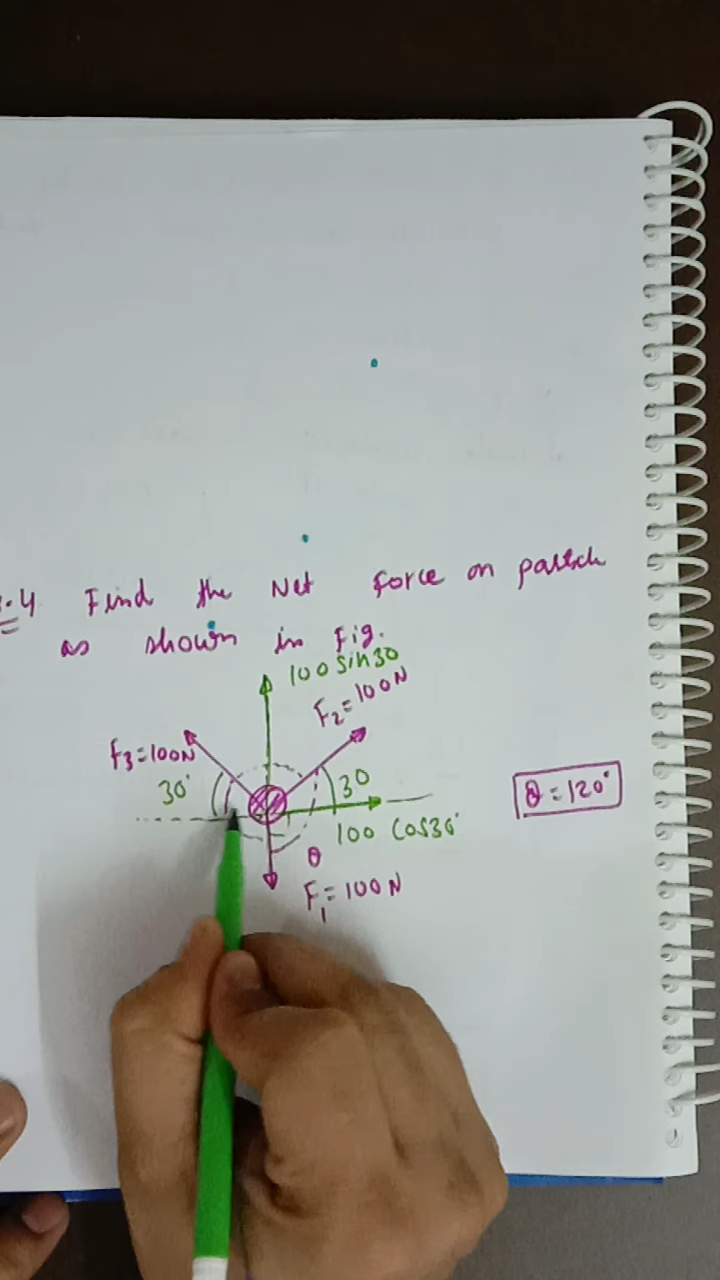 .4 Find the Net Force on partich
as shown in Fig.
100 sin30
F₂=100N
F₃=100N
30°
30
θ = 120°
100 Cos30°
θ
F₁=100N